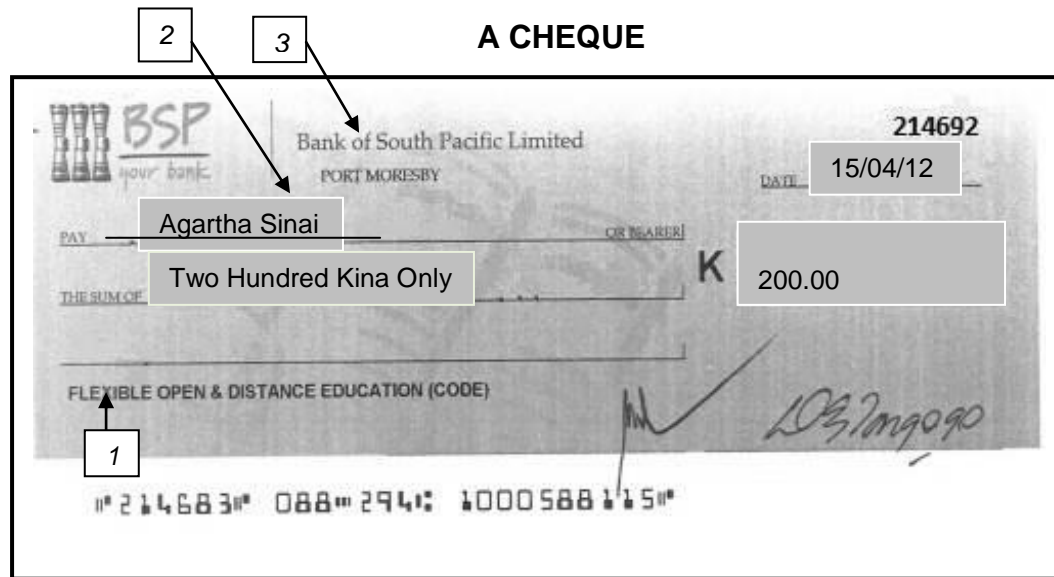 2
3
A CHEQUE
BSP
your bank
Bank of South Pacific Limited
PORT MORESBY
214692
DATE 15/04/12
PAY Agartha Sinai OR BEARER
THE SUM OF Two Hundred Kina Only
K 200.00
FLEXIBLE OPEN & DISTANCE EDUCATION (CODE)
1
⑈214683⑈ 088⑉294⑆ 1000588115⑈